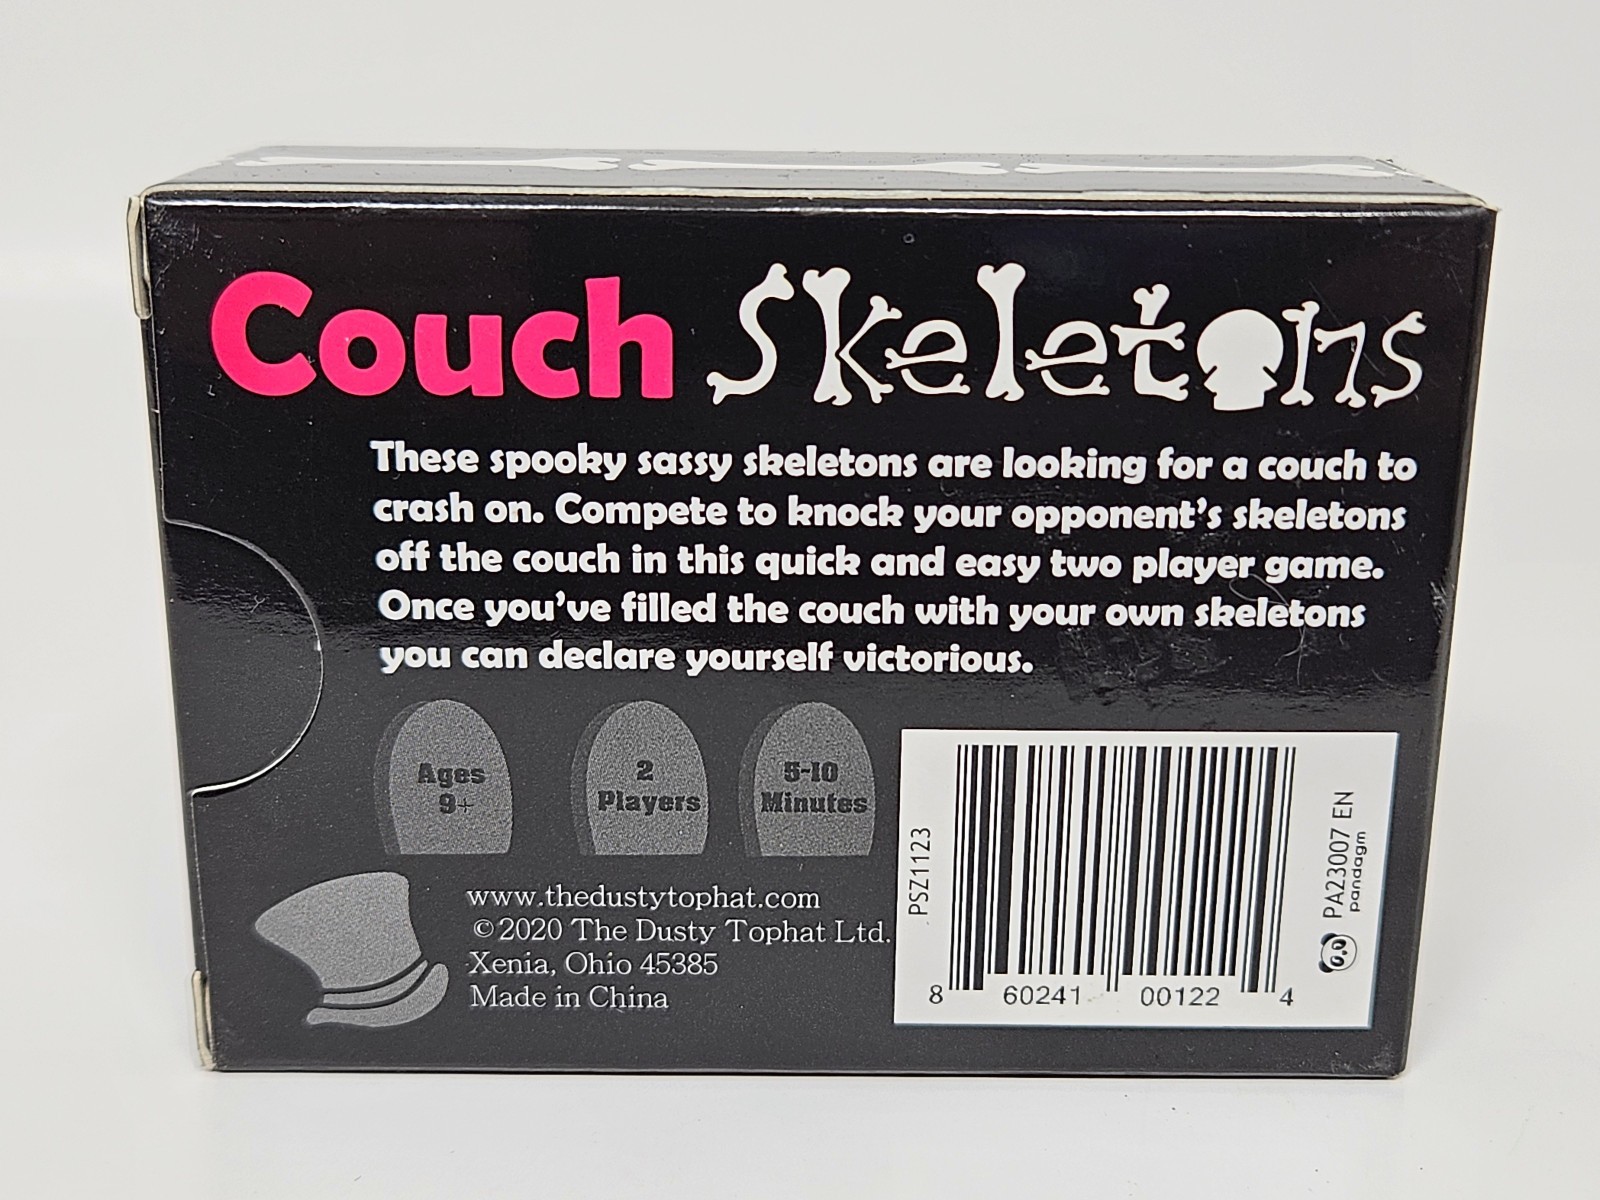 Couch Skeletons
These spooky sassy skeletons are looking for a couch to
crash on. Compete to knock your opponent's skeletons
off the couch in this quick and easy two player game.
Once you've filled the couch with your own skeletons
you can declare yourself victorious.
Ages
9+
2
Players
5-10
Minutes
www.thedustytophat.com
©2020 The Dusty Tophat Ltd.
Xenia, Ohio 45385
Made in China
PSZ1123
8 60241 00122 4
PA23007 EN
pandagm